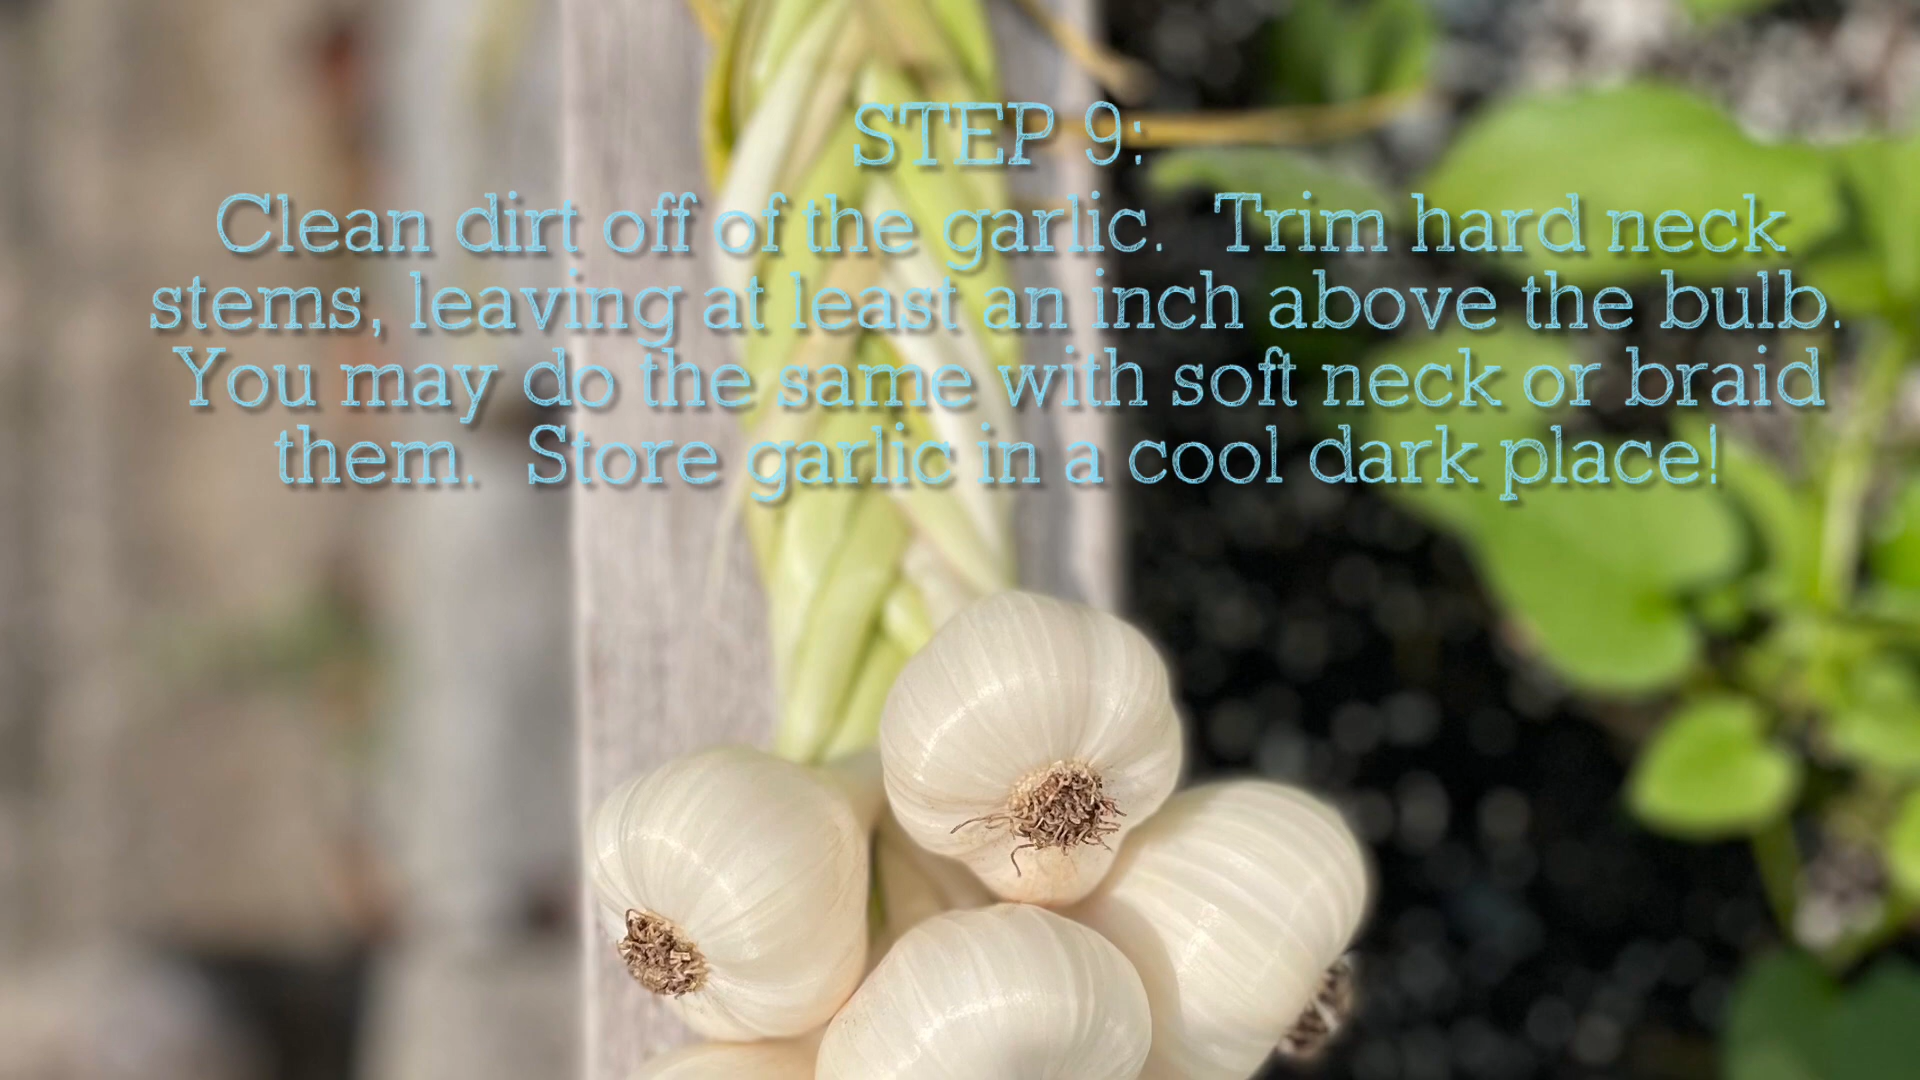 STEP 9:
Clean dirt off of the garlic.  Trim hard neck
stems, leaving at least an inch above the bulb.
You may do the same with soft neck or braid
them.  Store garlic in a cool dark place!